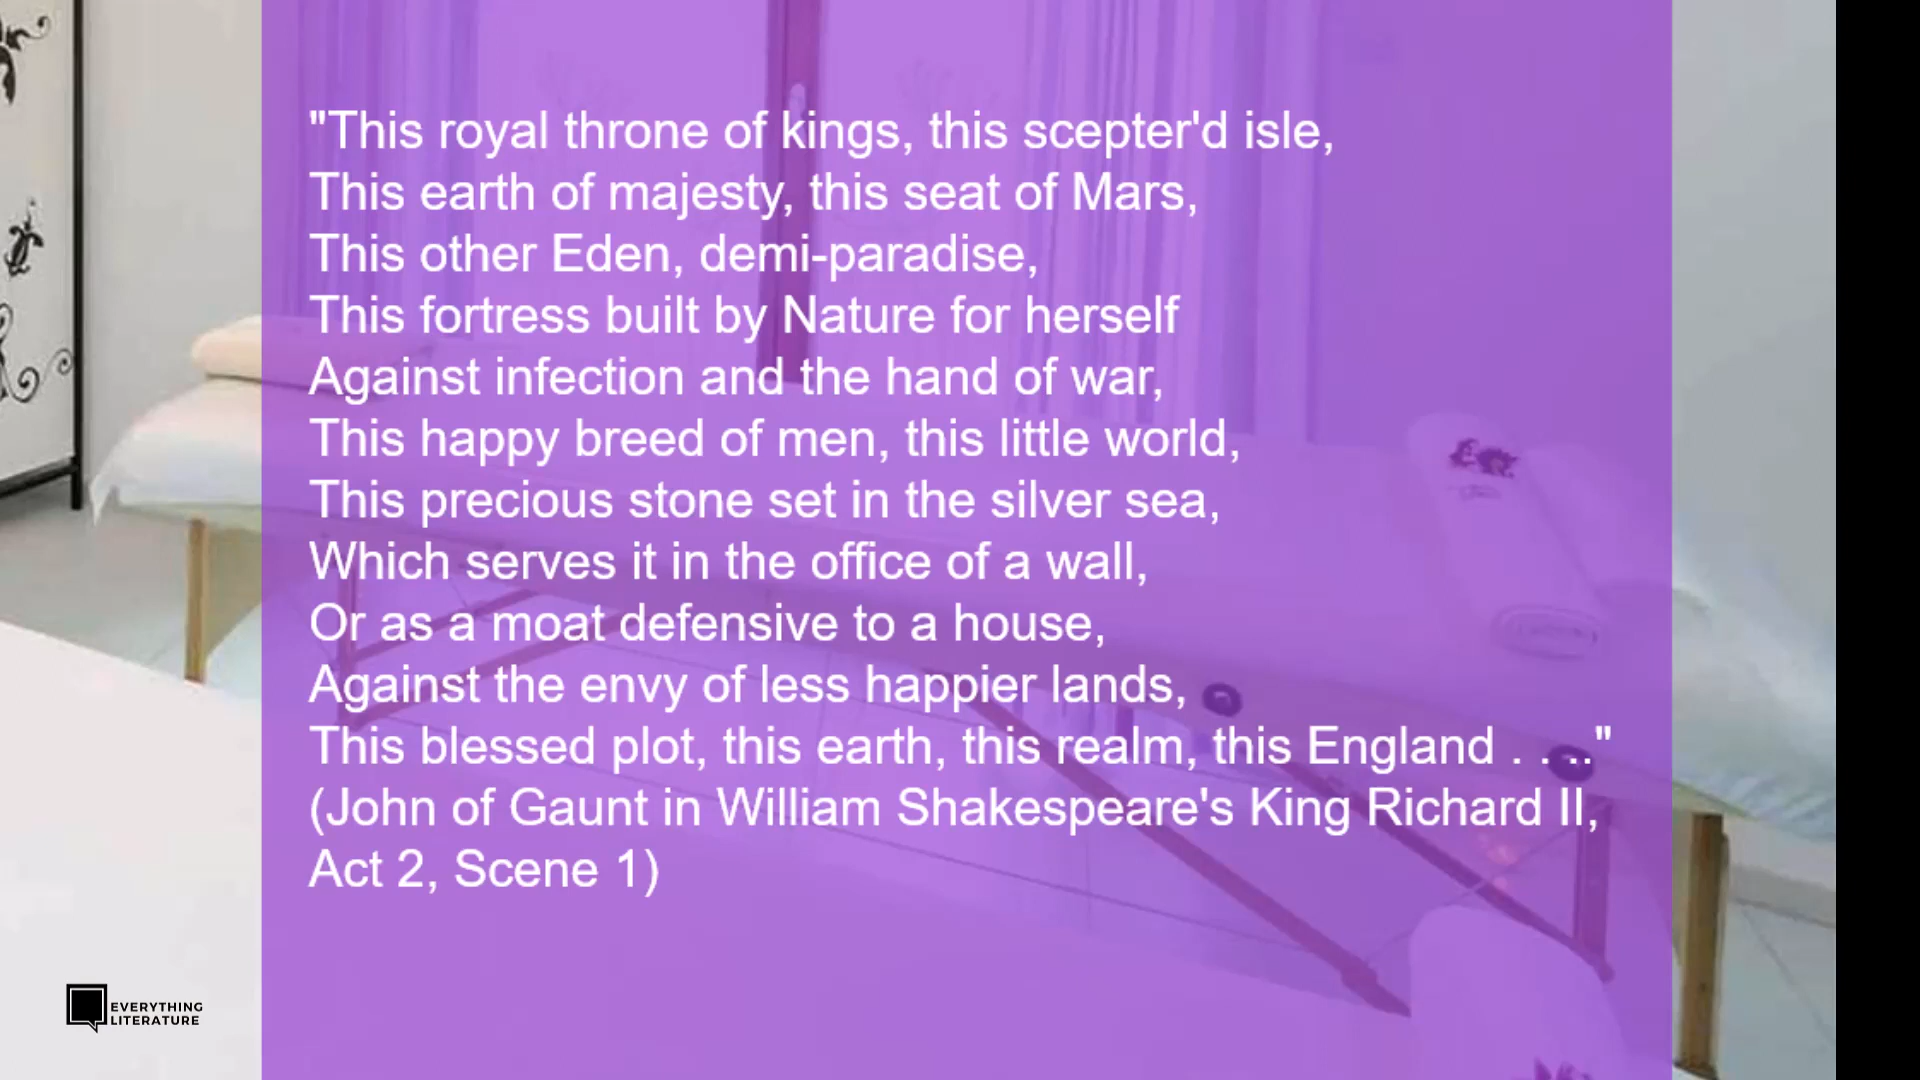 "This royal throne of kings, this scepter'd isle,
This earth of majesty, this seat of Mars,
This other Eden, demi-paradise,
This fortress built by Nature for herself
Against infection and the hand of war,
This happy breed of men, this little world,
This precious stone set in the silver sea,
Which serves it in the office of a wall,
Or as a moat defensive to a house,
Against the envy of less happier lands,
This blessed plot, this earth, this realm, this England . . .."
(John of Gaunt in William Shakespeare's King Richard II,
Act 2, Scene 1)
EVERYTHING
LITERATURE